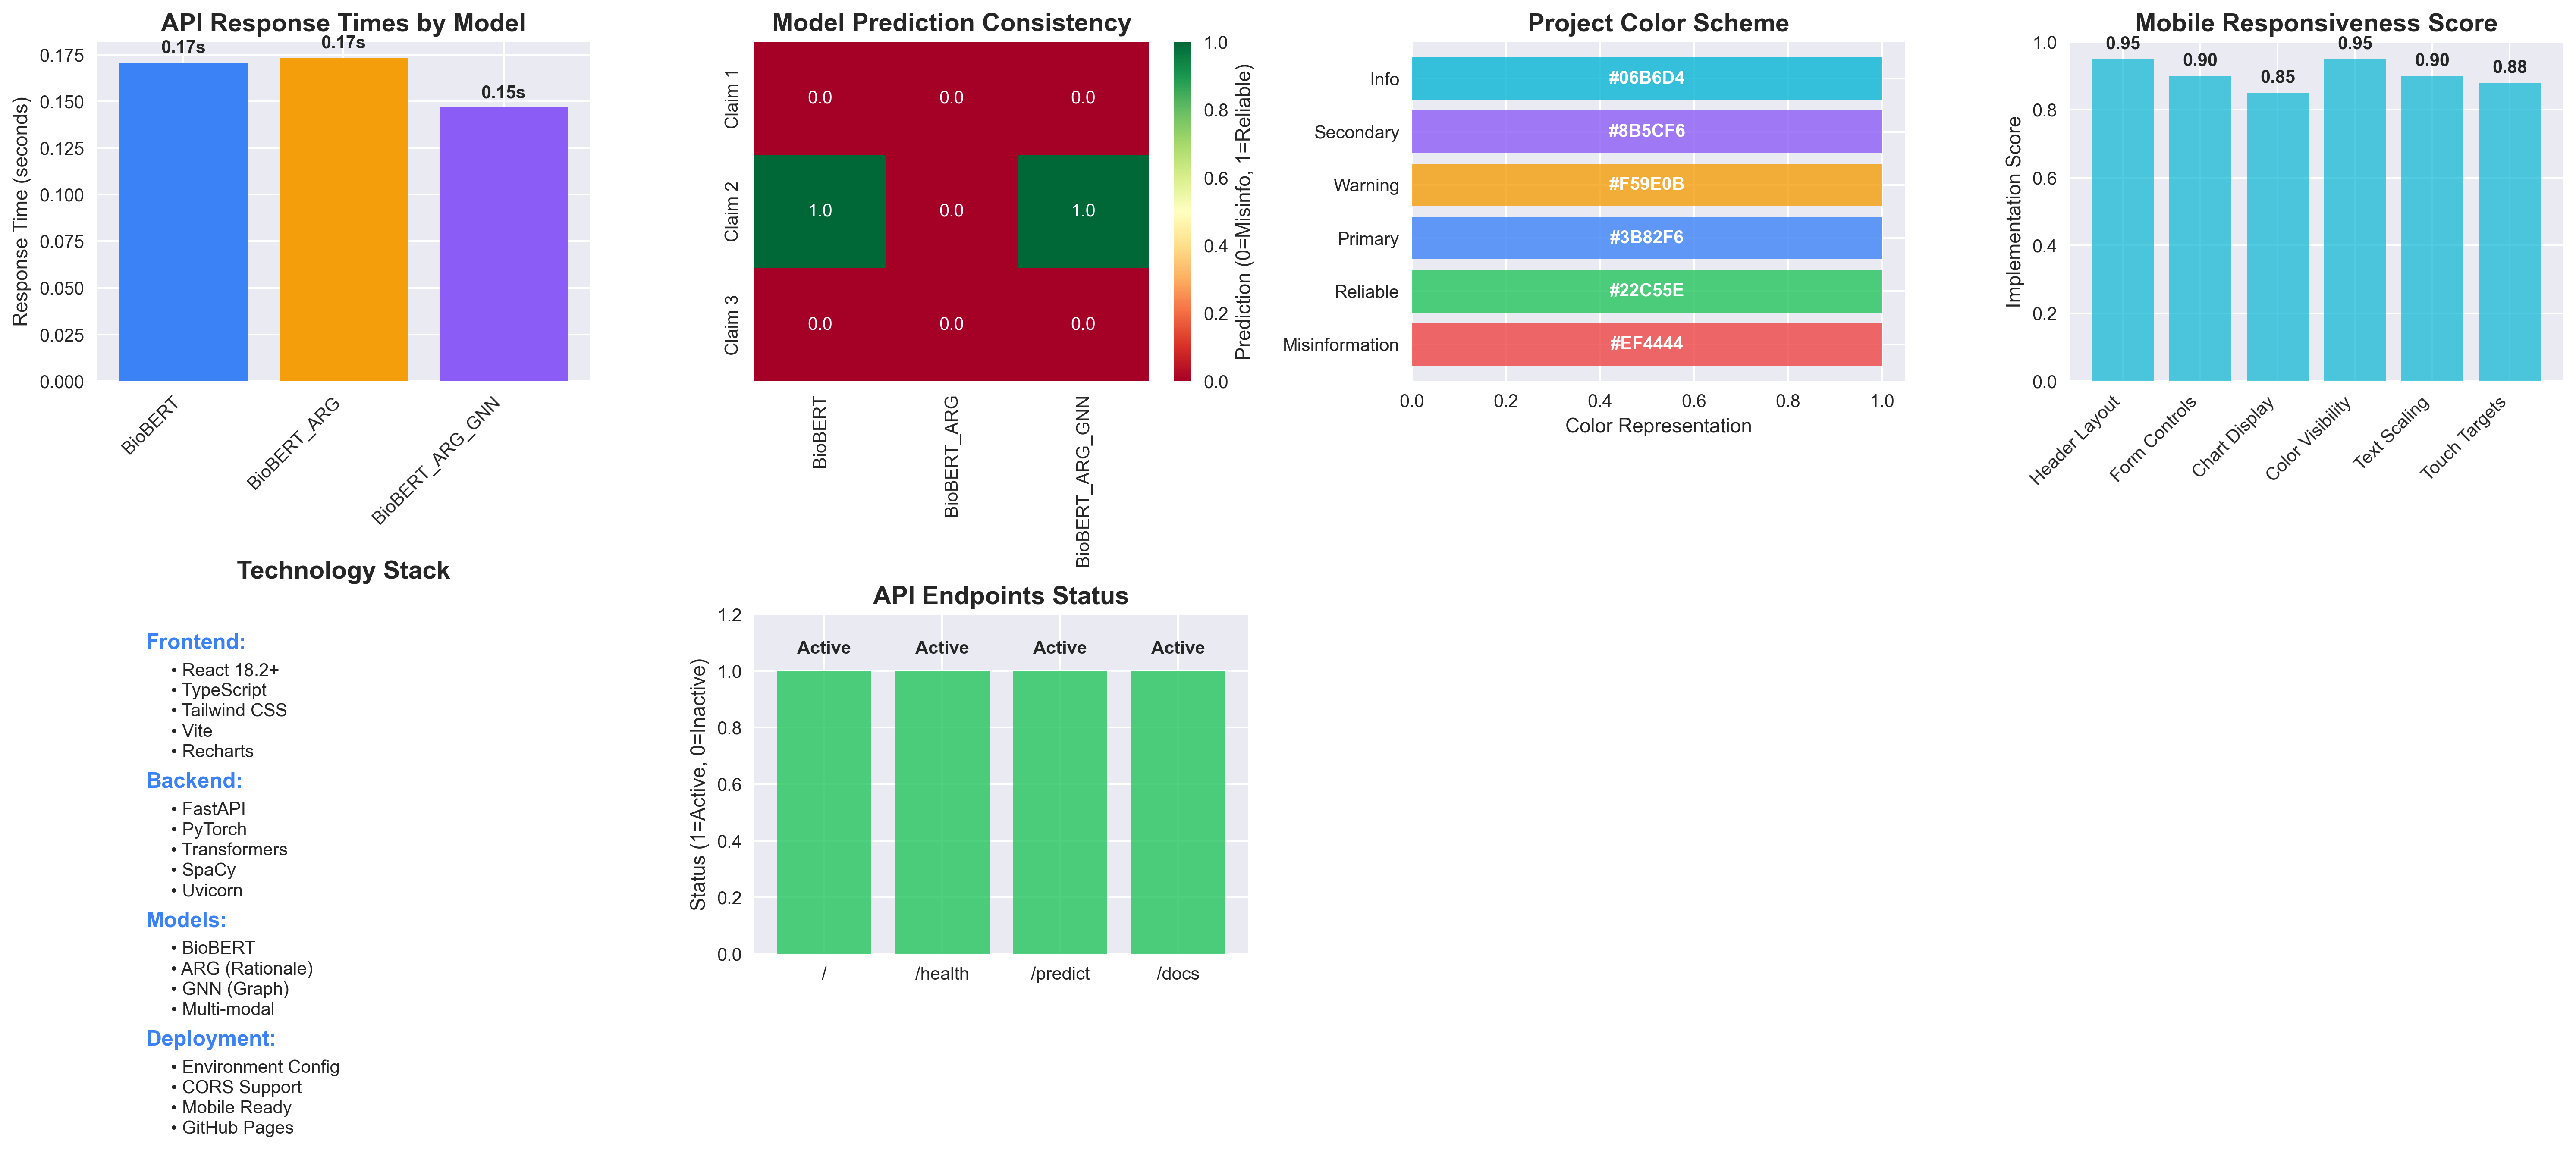 API Response Times by Model
Response Time (seconds)
0.175
0.150
0.125
0.100
0.075
0.050
0.025
0.000
0.17s
0.17s
0.15s
BioBERT
BioBERT_ARG
BioBERT_ARG_GNN
Model Prediction Consistency
Claim 1
0.0
0.0
0.0
Claim 2
1.0
0.0
1.0
Claim 3
0.0
0.0
0.0
BioBERT
BioBERT_ARG
BioBERT_ARG_GNN
1.0
0.8
0.6
0.4
0.2
0.0
Prediction (0=Misinfo, 1=Reliable)
Project Color Scheme
Info
#06B6D4
Secondary
#8B5CF6
Warning
#F59E0B
Primary
#3B82F6
Reliable
#22C55E
Misinformation
#EF4444
0.0
0.2
0.4
0.6
0.8
1.0
Color Representation
Mobile Responsiveness Score
Implementation Score
1.0
0.8
0.6
0.4
0.2
0.0
0.95
0.90
0.85
0.95
0.90
0.88
Header Layout
Form Controls
Chart Display
Color Visibility
Text Scaling
Touch Targets
Technology Stack
Frontend:
• React 18.2+
• TypeScript
• Tailwind CSS
• Vite
• Recharts
Backend:
• FastAPI
• PyTorch
• Transformers
• SpaCy
• Uvicorn
Models:
• BioBERT
• ARG (Rationale)
• GNN (Graph)
• Multi-modal
Deployment:
• Environment Config
• CORS Support
• Mobile Ready
• GitHub Pages
API Endpoints Status
Status (1=Active, 0=Inactive)
1.2
1.0
0.8
0.6
0.4
0.2
0.0
Active
Active
Active
Active
/
/health
/predict
/docs